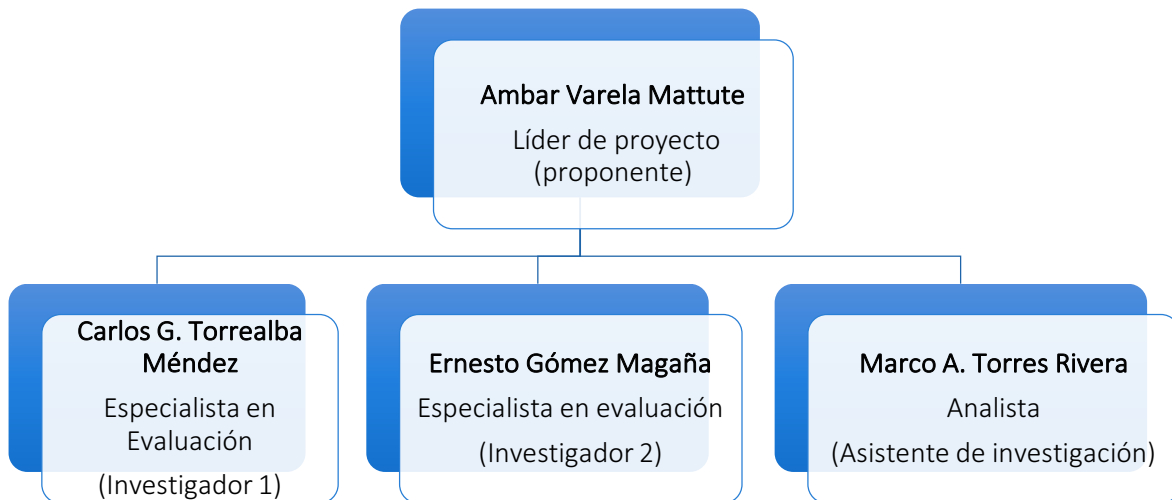 Ambar Varela Mattute
Líder de proyecto
(proponente)
Carlos G. Torrealba
Méndez
Especialista en
Evaluación
(Investigador 1)
Ernesto Gómez Magaña
Especialista en evaluación
(Investigador 2)
Marco A. Torres Rivera
Analista
(Asistente de investigación)